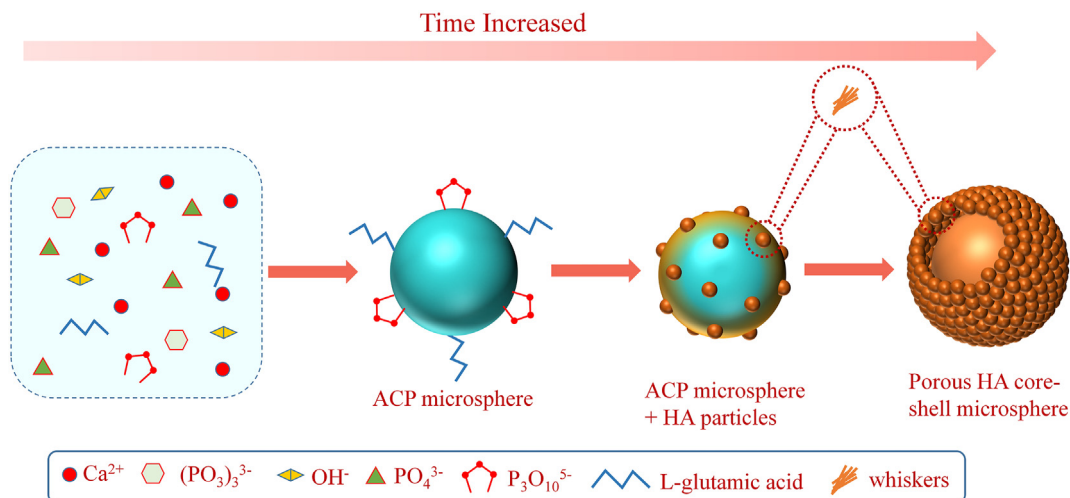 Time Increased
ACP microsphere
ACP microsphere
+ HA particles
Porous HA core-
shell microsphere
Ca²⁺ (PO₃)₃³⁻ OH⁻ PO₄³⁻ P₃O₁₀⁵⁻ L-glutamic acid whiskers